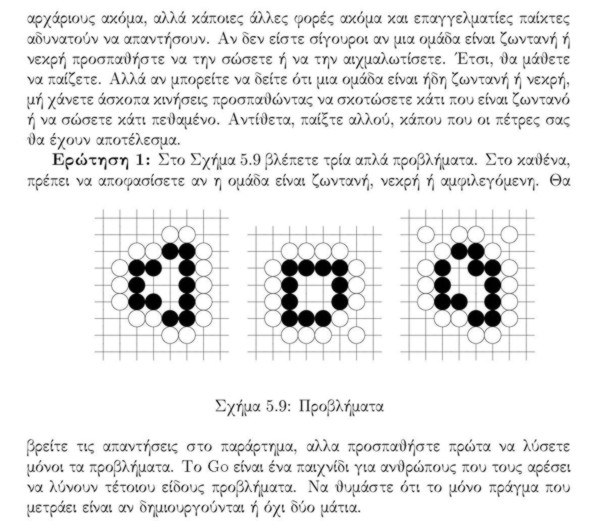 αρχάριους ακόμα, αλλά κάποιες άλλες φορές ακόμα και επαγγελματίες παίκτες
αδυνατούν να απαντήσουν. Αν δεν είστε σίγουροι αν μια ομάδα είναι ζωντανή ή
νεκρή προσπαθήστε να την σώσετε ή να την αιχμαλωτίσετε. Έτσι, θα μάθετε
να παίζετε. Αλλά αν μπορείτε να δείτε ότι μια ομάδα είναι ήδη ζωντανή ή νεκρή,
μή χάνετε άσκοπα κινήσεις προσπαθώντας να σκοτώσετε κάτι που είναι ζωντανό
ή να σώσετε κάτι πεθαμένο. Αντίθετα, παίξτε αλλού, κάπου που οι πέτρες σας
θα έχουν αποτέλεσμα.
Ερώτηση 1: Στο Σχήμα 5.9 βλέπετε τρία απλά προβλήματα. Στο καθένα,
πρέπει να αποφασίσετε αν η ομάδα είναι ζωντανή, νεκρή ή αμφιλεγόμενη. Θα
Σχήμα 5.9: Προβλήματα
βρείτε τις απαντήσεις στο παράρτημα, αλλα προσπαθήστε πρώτα να λύσετε
μόνοι τα προβλήματα. Το Go είναι ένα παιχνίδι για ανθρώπους που τους αρέσει
να λύνουν τέτοιου είδους προβλήματα. Να θυμάστε ότι το μόνο πράγμα που
μετράει είναι αν δημιουργούνται ή όχι δύο μάτια.